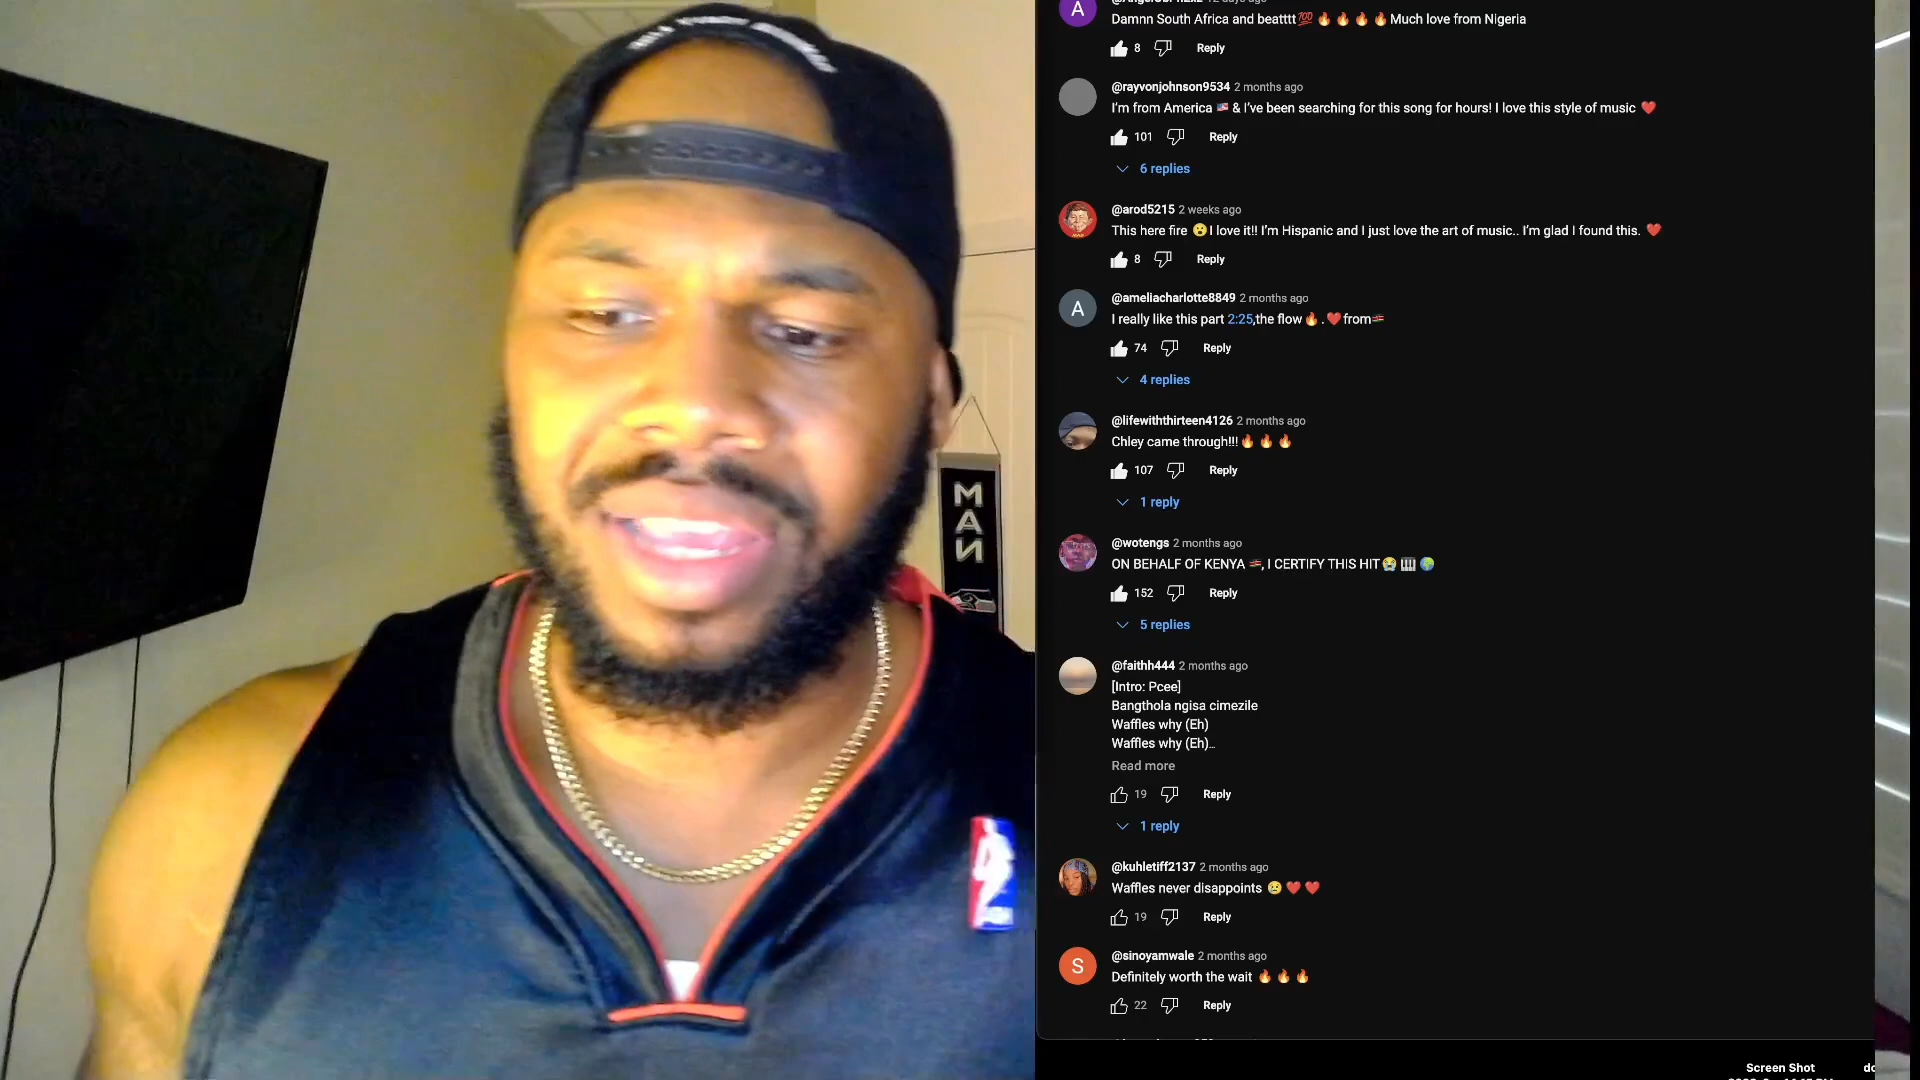 Damnn South Africa and beatttt💯🔥🔥🔥🔥Much love from Nigeria
8 Reply
@rayvonjohnson9534 2 months ago
I'm from America 🇺🇸 & I've been searching for this song for hours! I love this style of music ❤️
101 Reply
6 replies
@arod5215 2 weeks ago
This here fire 😮I love it!! I'm Hispanic and I just love the art of music.. I'm glad I found this. ❤️
8 Reply
A
@ameliacharlotte8849 2 months ago
I really like this part 2:25,the flow🔥.❤️from🇰🇪
74 Reply
4 replies
@lifewiththirteen4126 2 months ago
Chley came through!!!🔥🔥🔥
107 Reply
1 reply
@wotengs 2 months ago
ON BEHALF OF KENYA 🇰🇪, I CERTIFY THIS HIT😭🎹🌍
152 Reply
5 replies
@faithh444 2 months ago
[Intro: Pcee]
Bangthola ngisa cimezile
Waffles why (Eh)
Waffles why (Eh)...
Read more
19 Reply
1 reply
@kuhletiff2137 2 months ago
Waffles never disappoints 😢❤️❤️
19 Reply
S
@sinoyamwale 2 months ago
Definitely worth the wait 🔥🔥🔥
22 Reply
Screen Shot
A
MAN